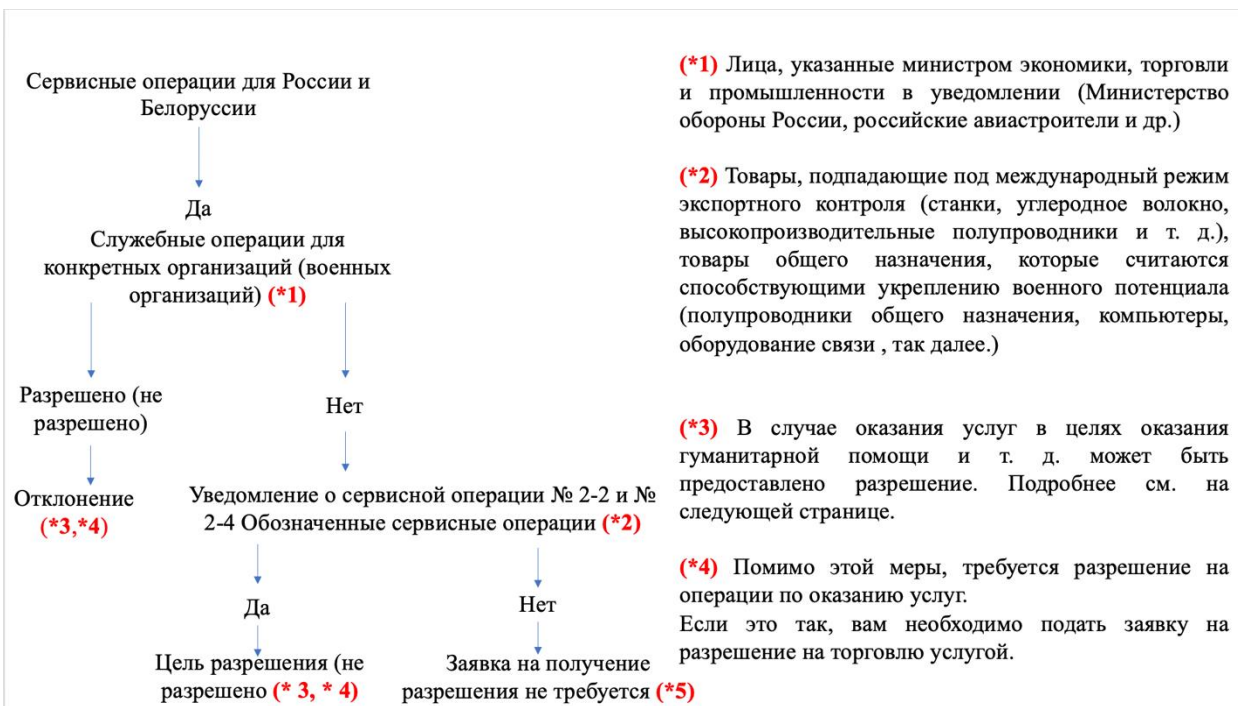 Сервисные операции для России и
Белоруссии
Да
Служебные операции для
конкретных организаций (военных
организаций) (*1)
Разрешено (не
разрешено)
Нет
Отклонение
(*3,*4)
Уведомление о сервисной операции № 2-2 и №
2-4 Обозначенные сервисные операции (*2)
Да
Нет
Цель разрешения (не
разрешено (* 3, * 4)
Заявка на получение
разрешения не требуется (*5)
(*1) Лица, указанные министром экономики, торговли
и промышленности в уведомлении (Министерство
обороны России, российские авиастроители и др.)
(*2) Товары, подпадающие под международный режим
экспортного контроля (станки, углеродное волокно,
высокопроизводительные полупроводники и т. д.),
товары общего назначения, которые считаются
способствующими укреплению военного потенциала
(полупроводники общего назначения, компьютеры,
оборудование связи , так далее.)
(*3) В случае оказания услуг в целях оказания
гуманитарной помощи и т. д. может быть
предоставлено разрешение. Подробнее см. на
следующей странице.
(*4) Помимо этой меры, требуется разрешение на
операции по оказанию услуг.
Если это так, вам необходимо подать заявку на
разрешение на торговлю услугой.